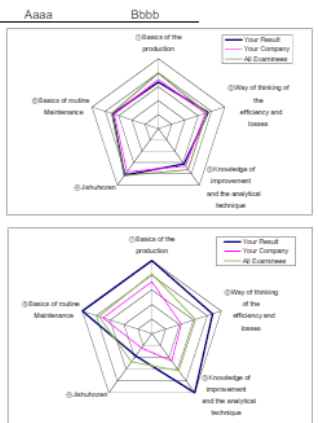 Aaaa Bbbb
①Basics of the
production
Your Result
Your Company
All Examinees
②Way of thinking of
the
efficiency and
losses
③Knowledge of
improvement
and the analytical
technique
④Jishuhozen
⑤Basics of routine
Maintenance
①Basics of the
production
Your Result
Your Company
All Examinees
②Way of thinking
of the
efficiency and
losses
③Knowledge of
improvement
and the analytical
technique
④Jishuhozen
⑤Basics of routine
Maintenance